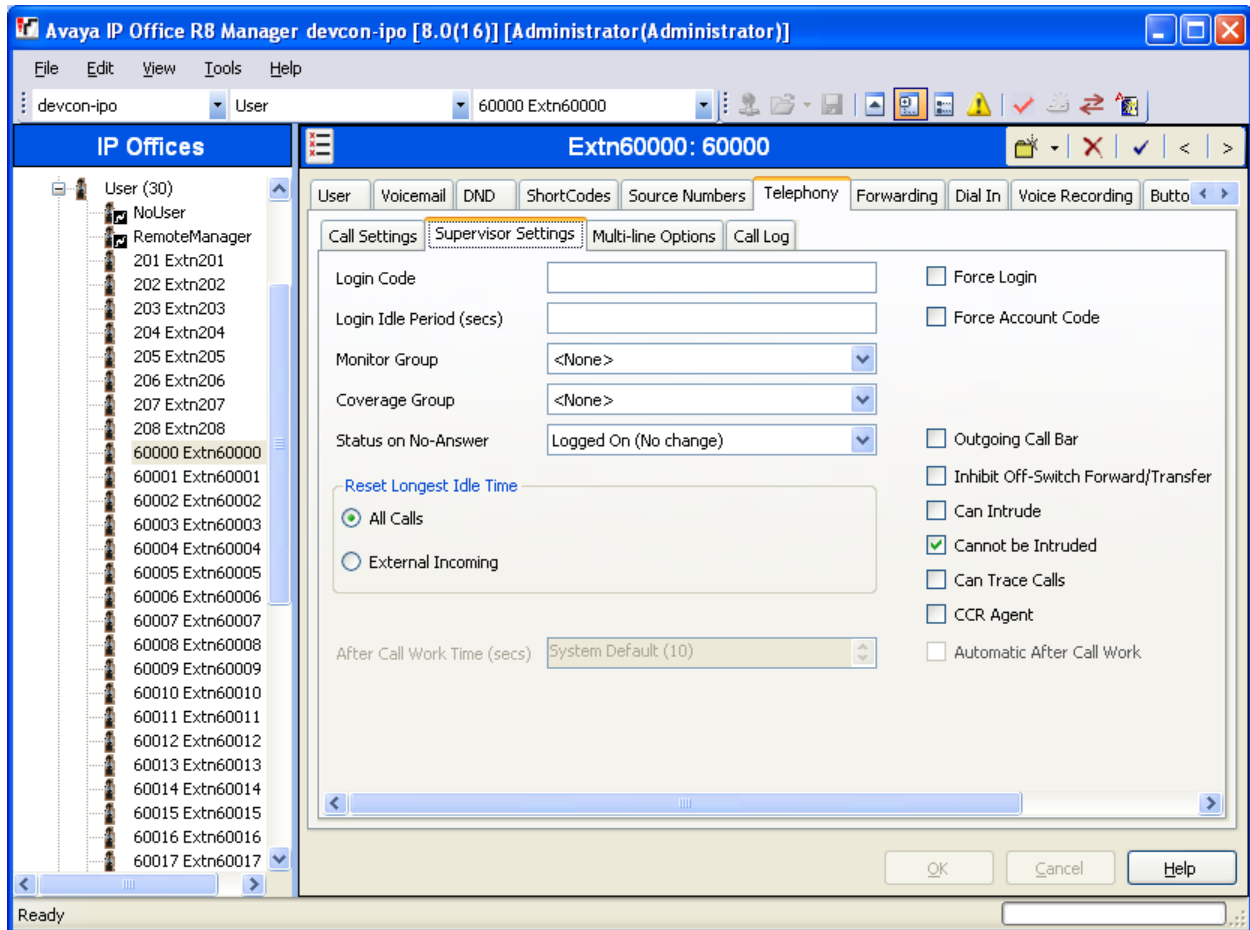 Avaya IP Office R8 Manager devcon-ipo [8.0(16)] [Administrator(Administrator)]
File Edit View Tools Help
devcon-ipo User 60000 Extn60000
IP Offices
User (30)
NoUser
RemoteManager
201 Extn201
202 Extn202
203 Extn203
204 Extn204
205 Extn205
206 Extn206
207 Extn207
208 Extn208
60000 Extn60000
60001 Extn60001
60002 Extn60002
60003 Extn60003
60004 Extn60004
60005 Extn60005
60006 Extn60006
60007 Extn60007
60008 Extn60008
60009 Extn60009
60010 Extn60010
60011 Extn60011
60012 Extn60012
60013 Extn60013
60014 Extn60014
60015 Extn60015
60016 Extn60016
60017 Extn60017
Extn60000: 60000
User Voicemail DND ShortCodes Source Numbers Telephony Forwarding Dial In Voice Recording Butto
Call Settings Supervisor Settings Multi-line Options Call Log
Login Code
Force Login
Login Idle Period (secs)
Force Account Code
Monitor Group <None>
Coverage Group <None>
Status on No-Answer Logged On (No change)
Outgoing Call Bar
Reset Longest Idle Time
Inhibit Off-Switch Forward/Transfer
All Calls
Can Intrude
Cannot be Intruded
External Incoming
Can Trace Calls
CCR Agent
After Call Work Time (secs) System Default (10)
Automatic After Call Work
OK Cancel Help
Ready